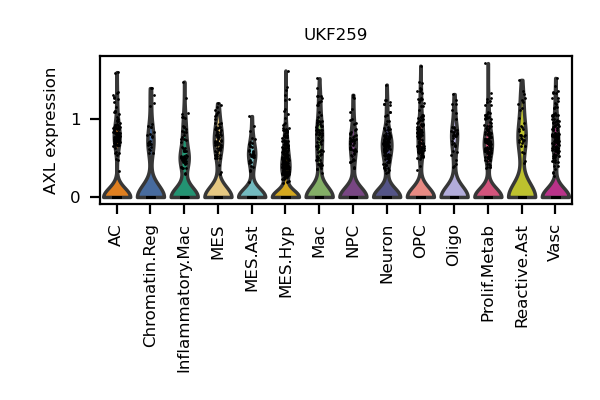 UKF259
AXL expression
1
0
AC
Chromatin.Reg
Inflammatory.Mac
MES
MES.Ast
MES.Hyp
Mac
NPC
Neuron
OPC
Oligo
Prolif.Metab
Reactive.Ast
Vasc